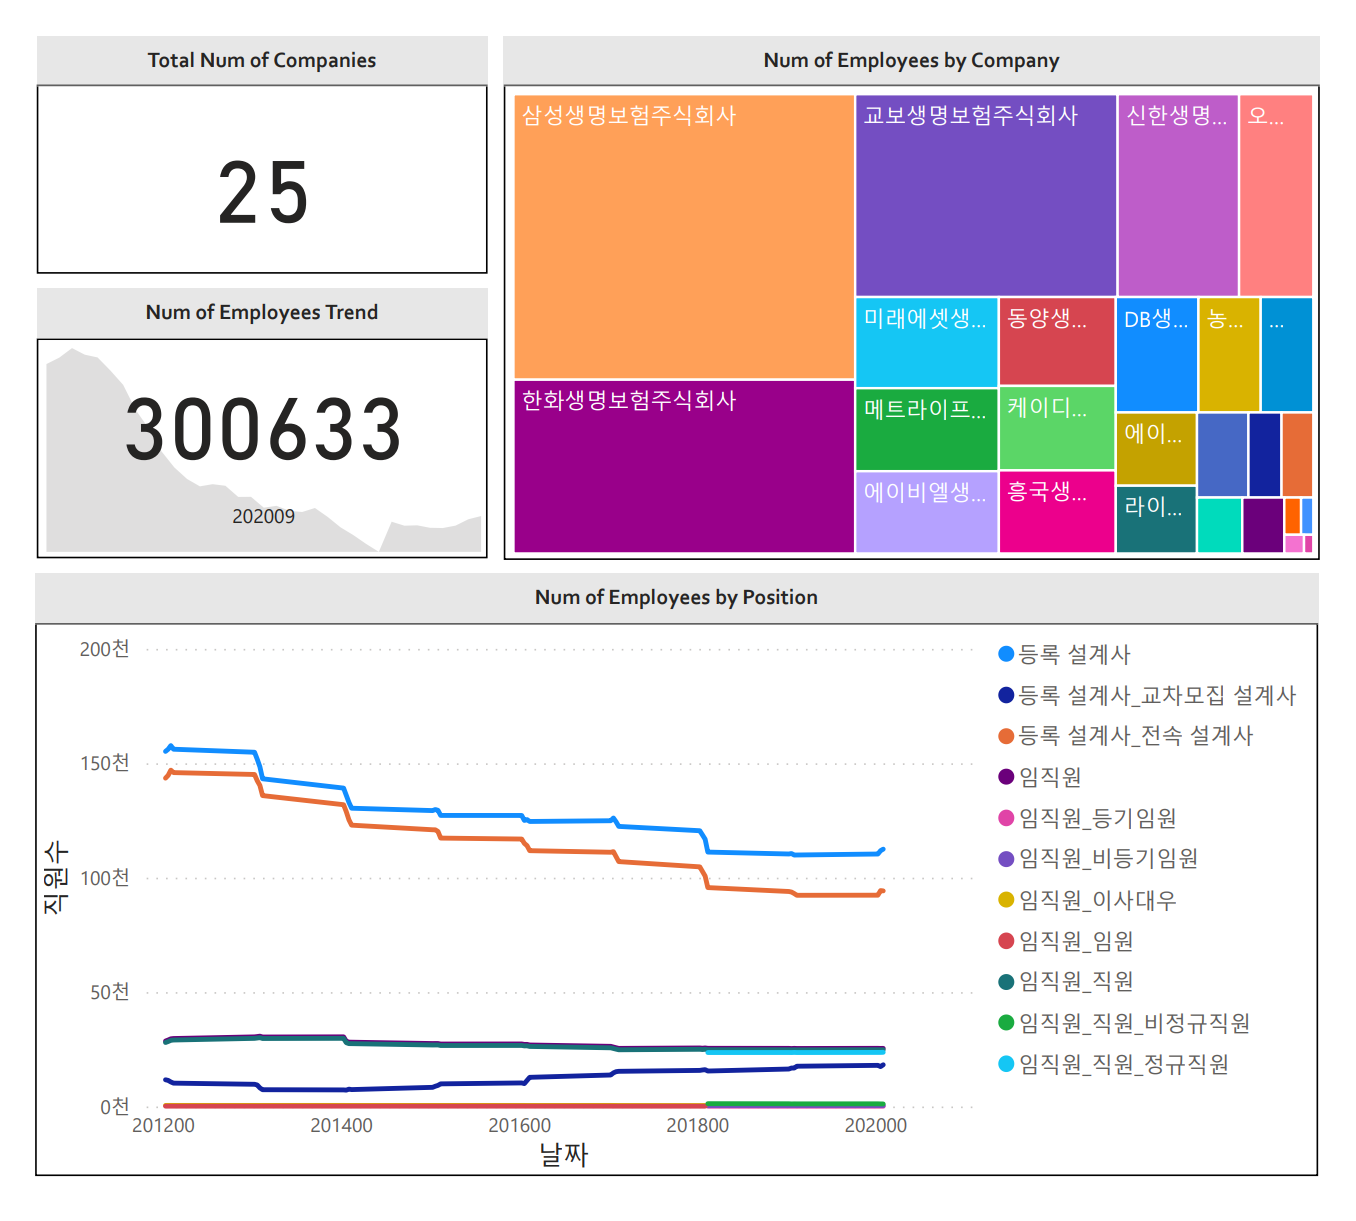 Total Num of Companies
25
Num of Employees Trend
300633
202009
Num of Employees by Company
삼성생명보험주식회사
한화생명보험주식회사
교보생명보험주식회사
신한생명...
오...
미래에셋생...
동양생...
DB생...
농...
...
메트라이프...
케이디...
에이...
에이비엘생...
흥국생...
라이...
Num of Employees by Position
직원수
200천
150천
100천
50천
0천
201200
201400
201600
201800
202000
날짜
등록 설계사
등록 설계사_교차모집 설계사
등록 설계사_전속 설계사
임직원
임직원_등기임원
임직원_비등기임원
임직원_이사대우
임직원_임원
임직원_직원
임직원_직원_비정규직원
임직원_직원_정규직원